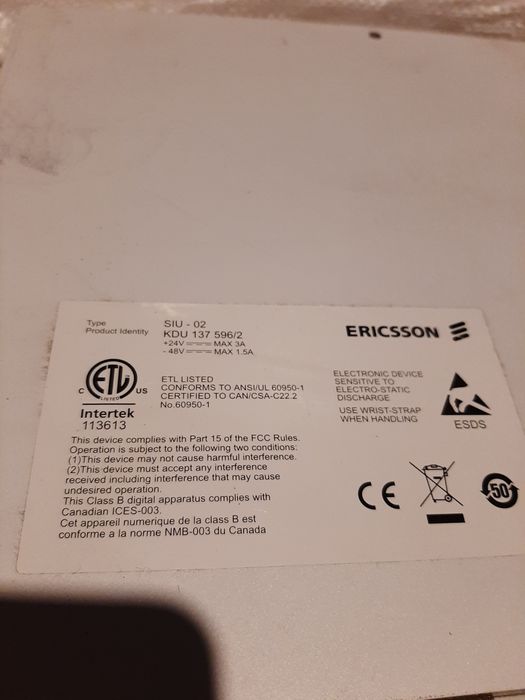 Type SIU - 02
Product Identity KDU 137 596/2
+24V MAX 3A
- 48V MAX 1.5A
ERICSSON
C ETL US
LISTED
Intertek
113613
ETL LISTED
CONFORMS TO ANSI/UL 60950-1
CERTIFIED TO CAN/CSA-C22.2
No.60950-1
ELECTRONIC DEVICE
SENSITIVE TO
ELECTRO-STATIC
DISCHARGE
USE WRIST-STRAP
WHEN HANDLING
ESDS
This device complies with Part 15 of the FCC Rules.
Operation is subject to the following two conditions:
(1)This device may not cause harmful interference.
(2)This device must accept any interference
received including interference that may cause
undesired operation.
This Class B digital apparatus complies with
Canadian ICES-003.
Cet appareil numerique de la class B est
conforme a la norme NMB-003 du Canada
CE
50